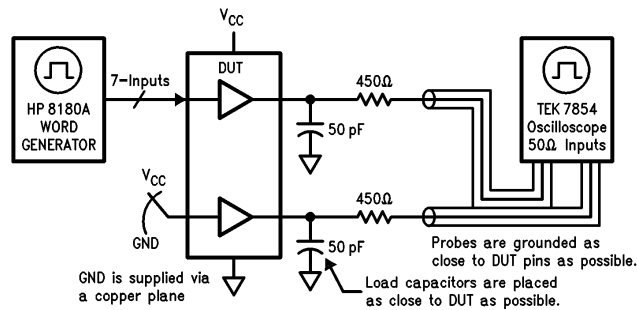 VCC
DUT
HP 8180A
WORD
GENERATOR
7-Inputs
450Ω
50 pF
TEK 7854
Oscilloscope
50Ω Inputs
VCC
GND
450Ω
50 pF
Probes are grounded as
close to DUT pins as possible.
GND is supplied via
a copper plane
Load capacitors are placed
as close to DUT as possible.